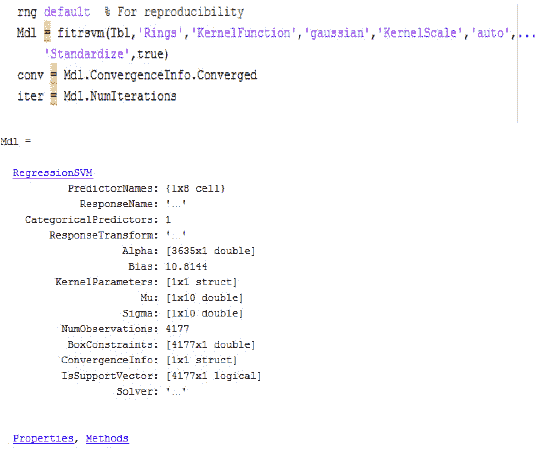 rng default % For reproducibility
Mdl = fitrsvm(Tbl,'Rings','KernelFunction','gaussian','KernelScale','auto',...
'Standardize',true)
conv = Mdl.ConvergenceInfo.Converged
iter = Mdl.NumIterations
Mdl =
RegressionSVM
PredictorNames: {1x8 cell}
ResponseName: '...'
CategoricalPredictors: 1
ResponseTransform: '...'
Alpha: [3635x1 double]
Bias: 10.8144
KernelParameters: [1x1 struct]
Mu: [1x10 double]
Sigma: [1x10 double]
NumObservations: 4177
BoxConstraints: [4177x1 double]
ConvergenceInfo: [1x1 struct]
IsSupportVector: [4177x1 logical]
Solver: '...'
Properties, Methods